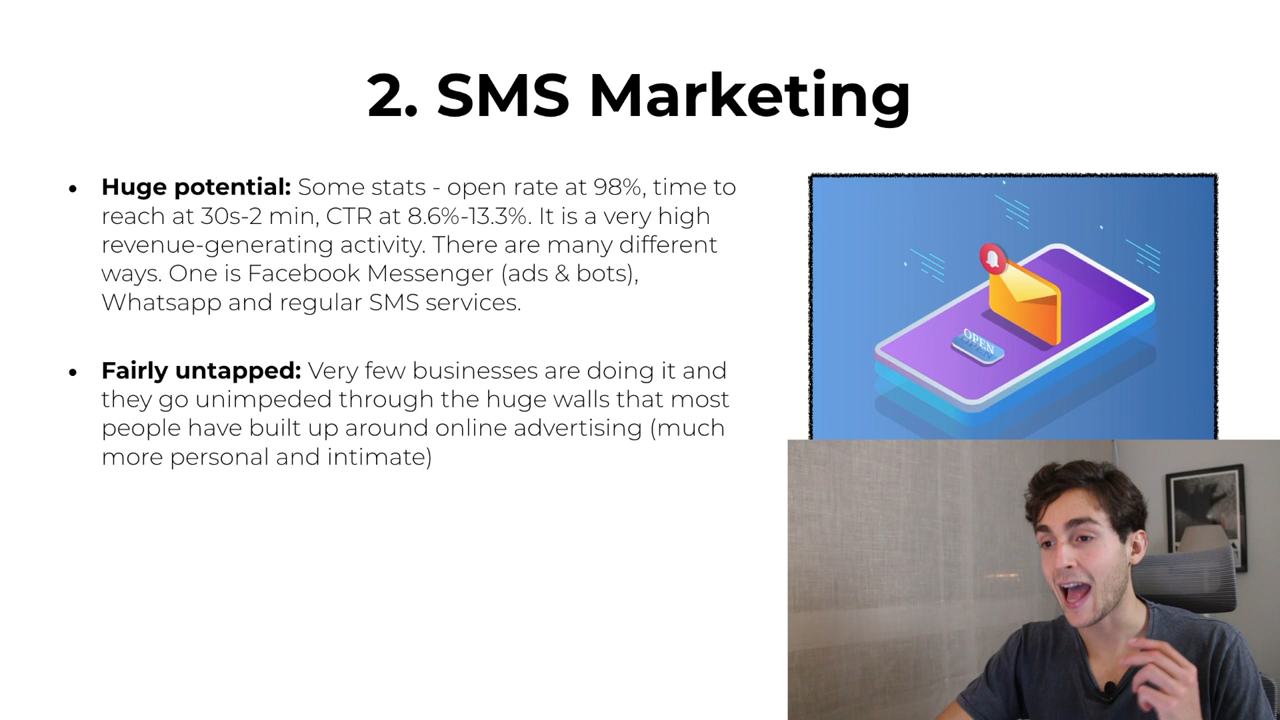 2. SMS Marketing
• Huge potential: Some stats - open rate at 98%, time to
reach at 30s-2 min, CTR at 8.6%-13.3%. It is a very high
revenue-generating activity. There are many different
ways. One is Facebook Messenger (ads & bots),
Whatsapp and regular SMS services.
• Fairly untapped: Very few businesses are doing it and
they go unimpeded through the huge walls that most
people have built up around online advertising (much
more personal and intimate)
OPEN